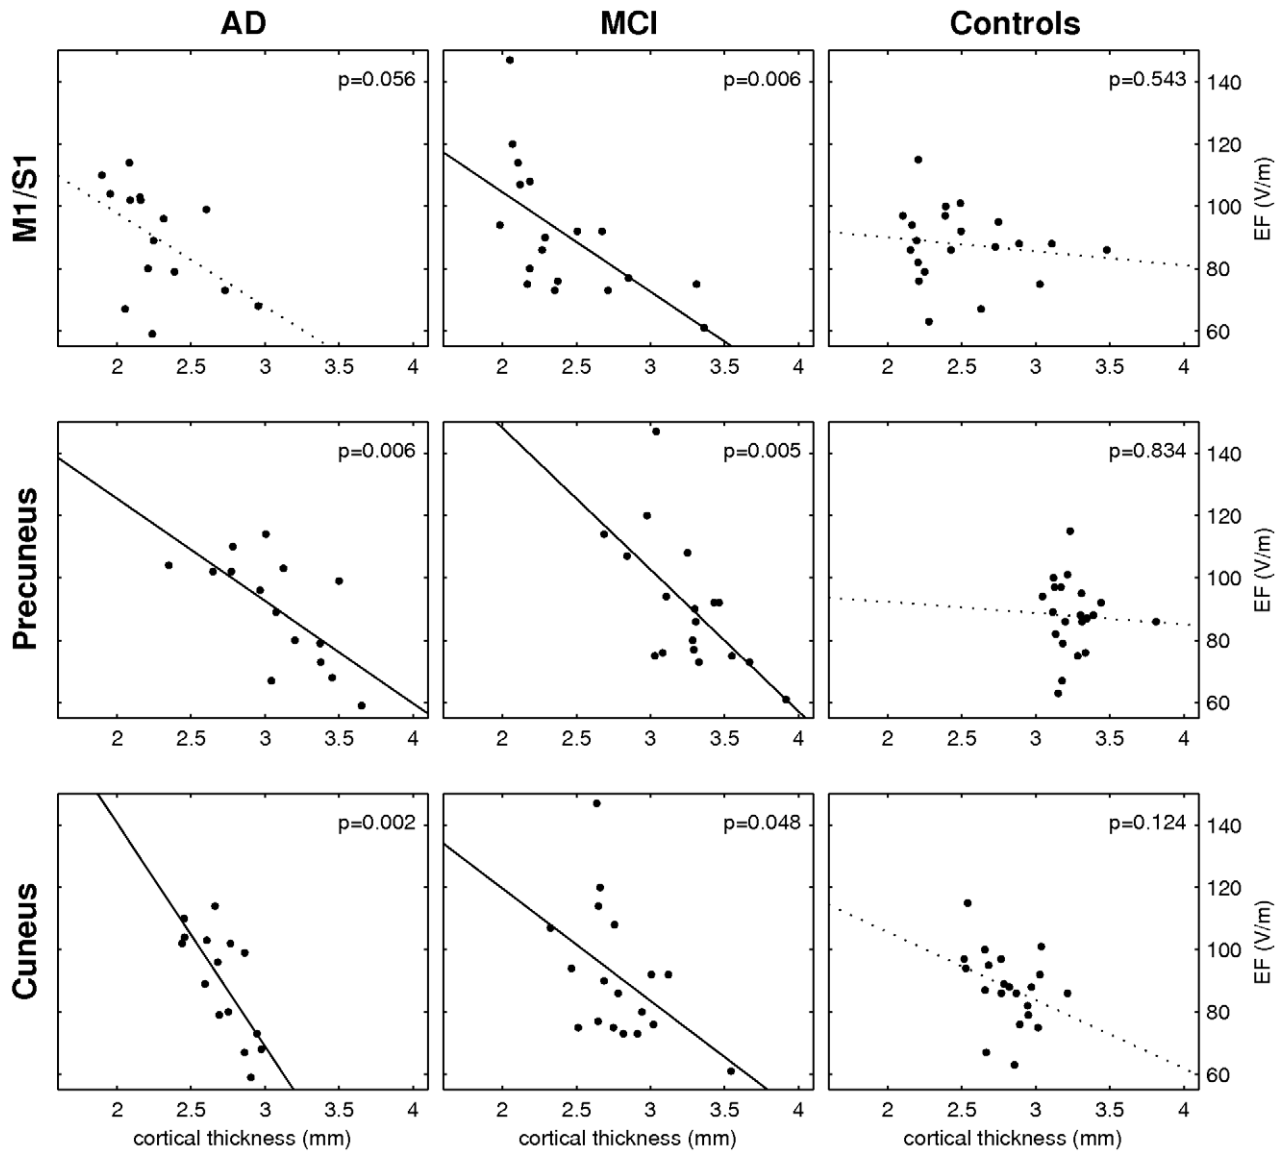 AD MCI Controls
M1/S1
p=0.056 p=0.006 p=0.543
140
120
100
80
60
EF (V/m)
2 2.5 3 3.5 4 2 2.5 3 3.5 4 2 2.5 3 3.5 4
Precuneus
p=0.006 p=0.005 p=0.834
140
120
100
80
60
EF (V/m)
2 2.5 3 3.5 4 2 2.5 3 3.5 4 2 2.5 3 3.5 4
Cuneus
p=0.002 p=0.048 p=0.124
140
120
100
80
60
EF (V/m)
2 2.5 3 3.5 4 2 2.5 3 3.5 4 2 2.5 3 3.5 4
cortical thickness (mm) cortical thickness (mm) cortical thickness (mm)